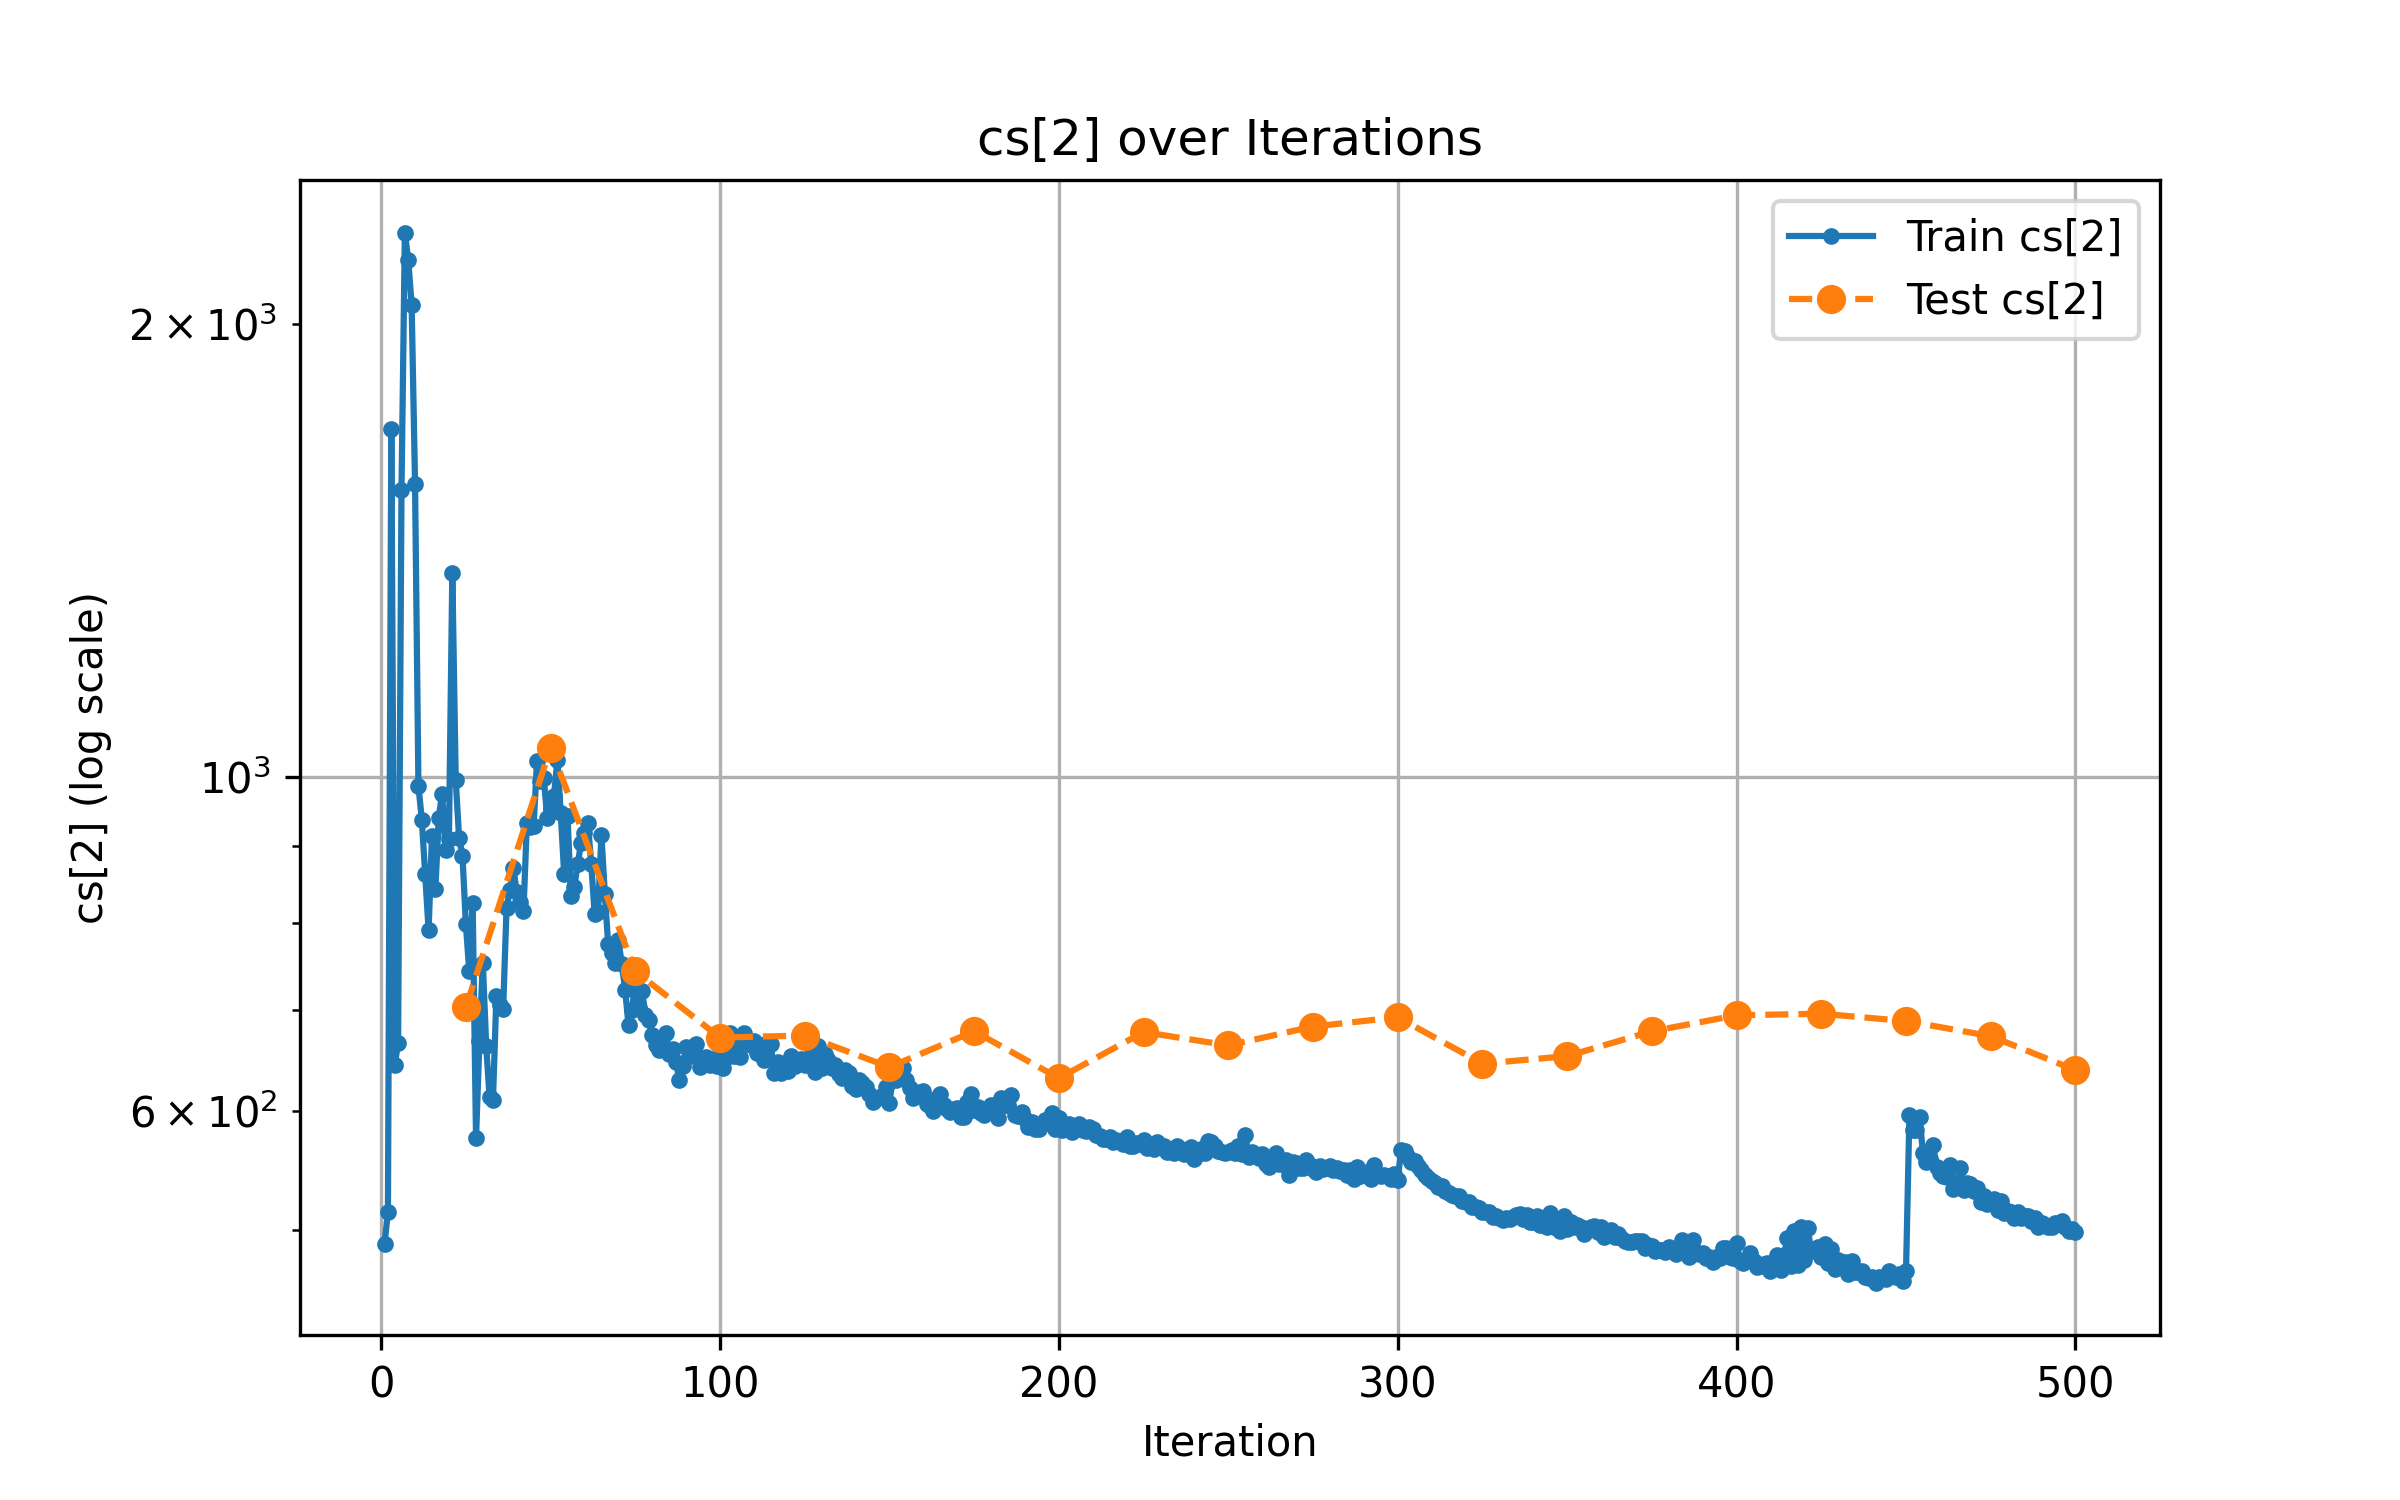 cs[2] over Iterations
Train cs[2]
Test cs[2]
2 × 10³
10³
6 × 10²
cs[2] (log scale)
0 100 200 300 400 500
Iteration